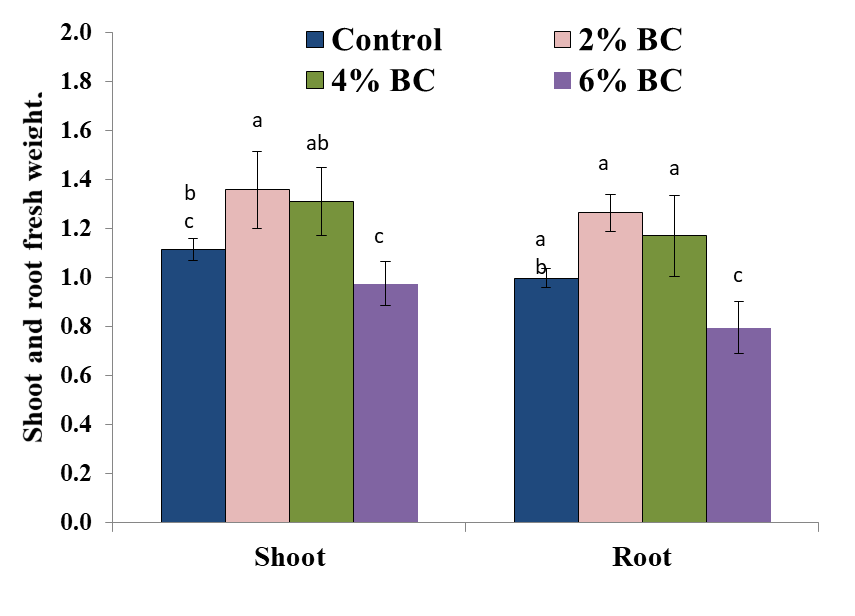 Shoot and root fresh weight.
2.0
1.8
1.6
1.4
1.2
1.0
0.8
0.6
0.4
0.2
0.0
Control
2% BC
4% BC
6% BC
b
c
a
ab
c
a
b
a
a
c
Shoot
Root